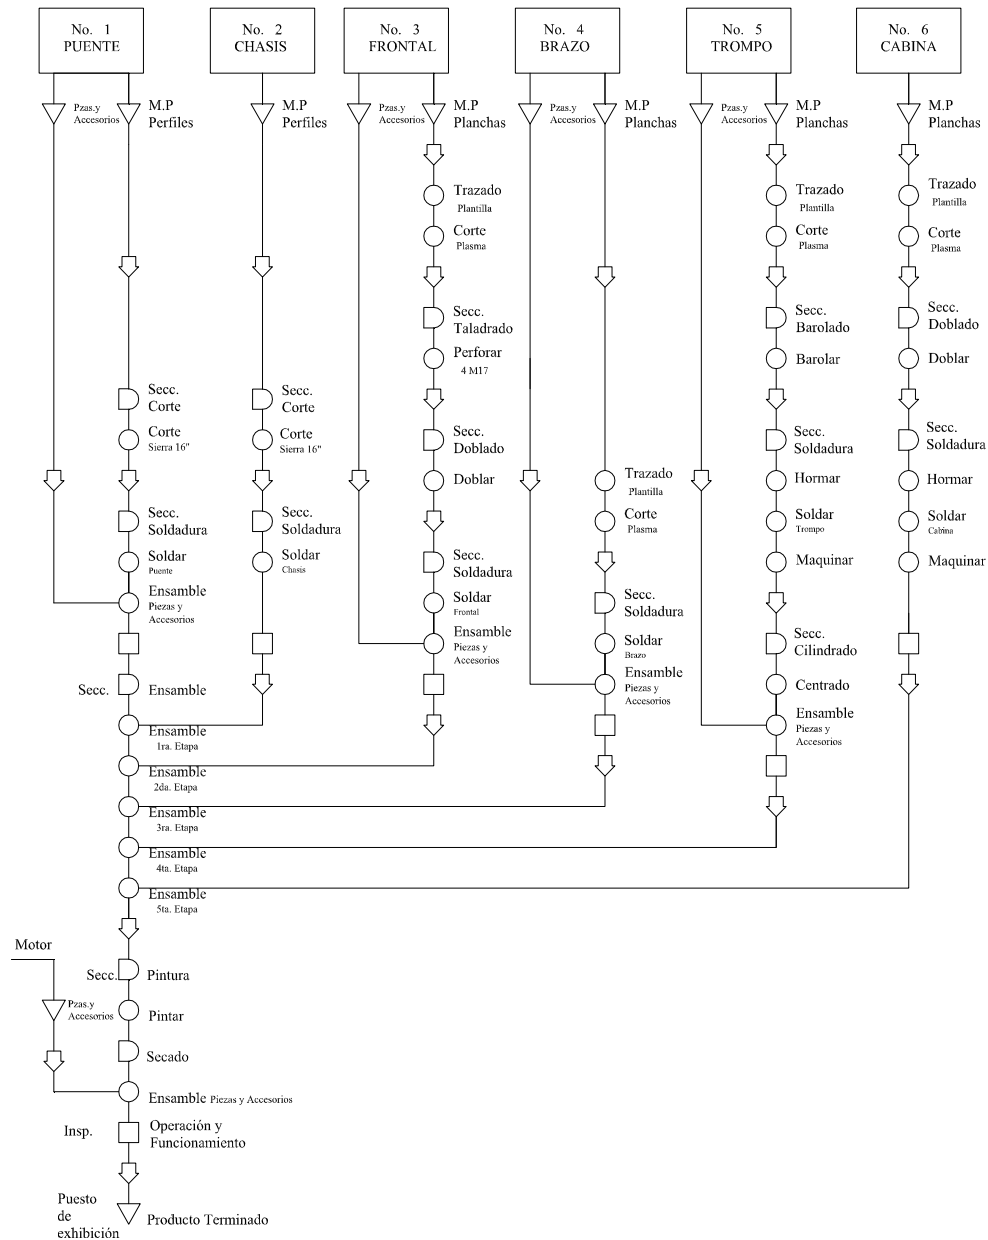 No. 1
PUENTE
No. 2
CHASIS
No. 3
FRONTAL
No. 4
BRAZO
No. 5
TROMPO
No. 6
CABINA
Pzas.y
Accesorios
M.P
Perfiles
M.P
Perfiles
Pzas.y
Accesorios
M.P
Planchas
Pzas.y
Accesorios
M.P
Planchas
Pzas.y
Accesorios
M.P
Planchas
M.P
Planchas
Secc.
Corte
Corte
Sierra 16"
Secc.
Soldadura
Soldar
Puente
Ensamble
Piezas y
Accesorios
Secc. Ensamble
Ensamble
1ra. Etapa
Ensamble
2da. Etapa
Ensamble
3ra. Etapa
Ensamble
4ta. Etapa
Ensamble
5ta. Etapa
Secc.
Corte
Corte
Sierra 16"
Secc.
Soldadura
Soldar
Chasis
Trazado
Plantilla
Corte
Plasma
Secc.
Taladrado
Perforar
4 M17
Secc.
Doblado
Doblar
Secc.
Soldadura
Soldar
Frontal
Ensamble
Piezas y
Accesorios
Trazado
Plantilla
Corte
Plasma
Secc.
Soldadura
Soldar
Brazo
Ensamble
Piezas y
Accesorios
Trazado
Plantilla
Corte
Plasma
Secc.
Barolado
Barolar
Secc.
Soldadura
Hormar
Soldar
Trompo
Maquinar
Secc.
Cilindrado
Centrado
Ensamble
Piezas y
Accesorios
Trazado
Plantilla
Corte
Plasma
Secc.
Doblado
Doblar
Secc.
Soldadura
Hormar
Soldar
Cabina
Maquinar
Motor
Secc. Pintura
Pzas.y
Accesorios
Pintar
Secado
Ensamble Piezas y Accesorios
Insp.
Operación y
Funcionamiento
Puesto
de
exhibición
Producto Terminado